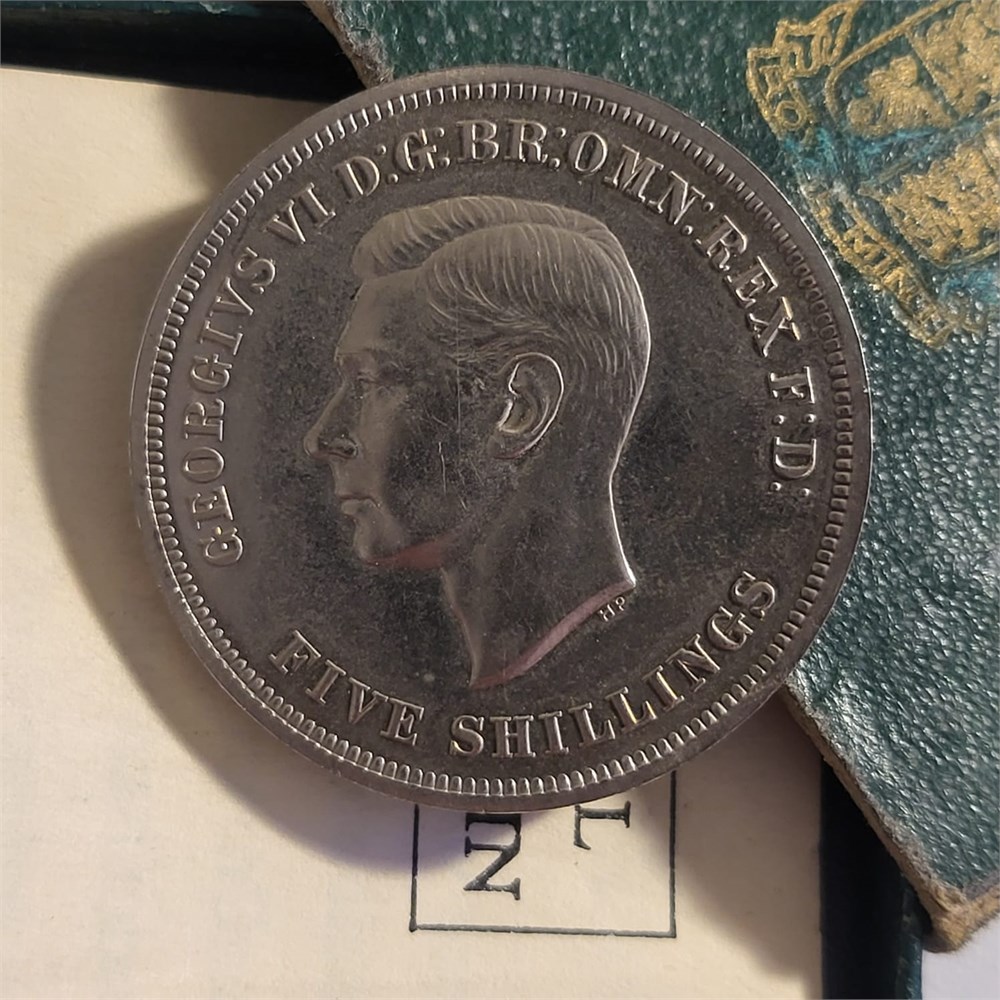 GEORGIVS VI D:G:BR:OMN:REX F:D:
FIVE SHILLINGS
HP
N
L